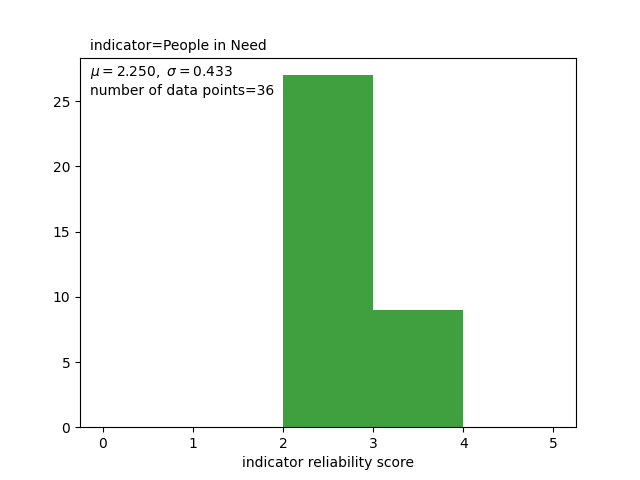 indicator=People in Need
μ = 2.250, σ = 0.433
number of data points=36
25
20
15
10
5
0
0 1 2 3 4 5
indicator reliability score